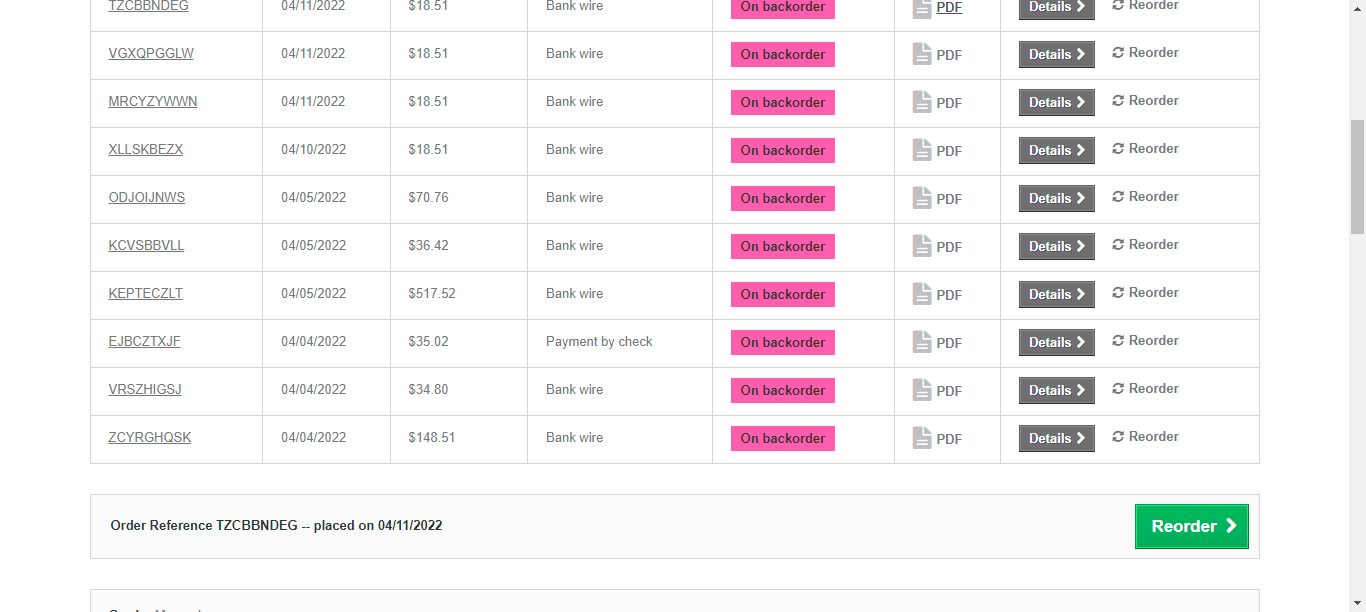 TZCBBNDEG 04/11/2022 $18.51 Bank wire On backorder PDF Details Reorder
VGXQPGGLW 04/11/2022 $18.51 Bank wire On backorder PDF Details Reorder
MRCYZYWWN 04/11/2022 $18.51 Bank wire On backorder PDF Details Reorder
XLLSKBEZX 04/10/2022 $18.51 Bank wire On backorder PDF Details Reorder
ODJOIJNWS 04/05/2022 $70.76 Bank wire On backorder PDF Details Reorder
KCVSBBVLL 04/05/2022 $36.42 Bank wire On backorder PDF Details Reorder
KEPTECZLT 04/05/2022 $517.52 Bank wire On backorder PDF Details Reorder
EJBCZTXJF 04/04/2022 $35.02 Payment by check On backorder PDF Details Reorder
VRSZHIGSJ 04/04/2022 $34.80 Bank wire On backorder PDF Details Reorder
ZCYRGHQSK 04/04/2022 $148.51 Bank wire On backorder PDF Details Reorder
Order Reference TZCBBNDEG -- placed on 04/11/2022 Reorder